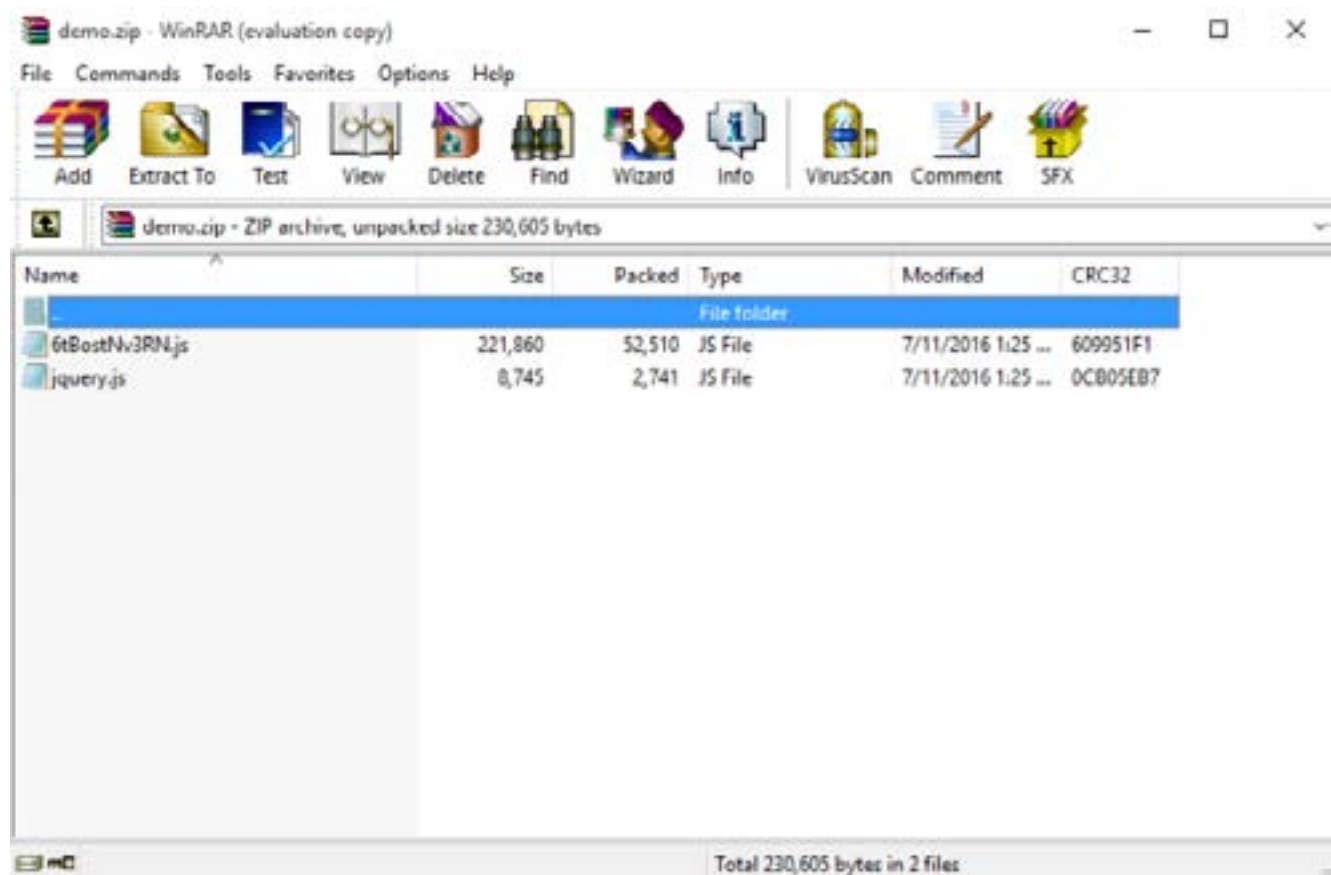 demo.zip - WinRAR (evaluation copy)
File Commands Tools Favorites Options Help
Add Extract To Test View Delete Find Wizard Info VirusScan Comment SFX
demo.zip - ZIP archive, unpacked size 230,605 bytes
Name Size Packed Type Modified CRC32
.. File folder
6tBostNv3RN.js 221,860 52,510 JS File 7/11/2016 1:25 ... 609951F1
jquery.js 8,745 2,741 JS File 7/11/2016 1:25 ... 0CB05EB7
Total 230,605 bytes in 2 files